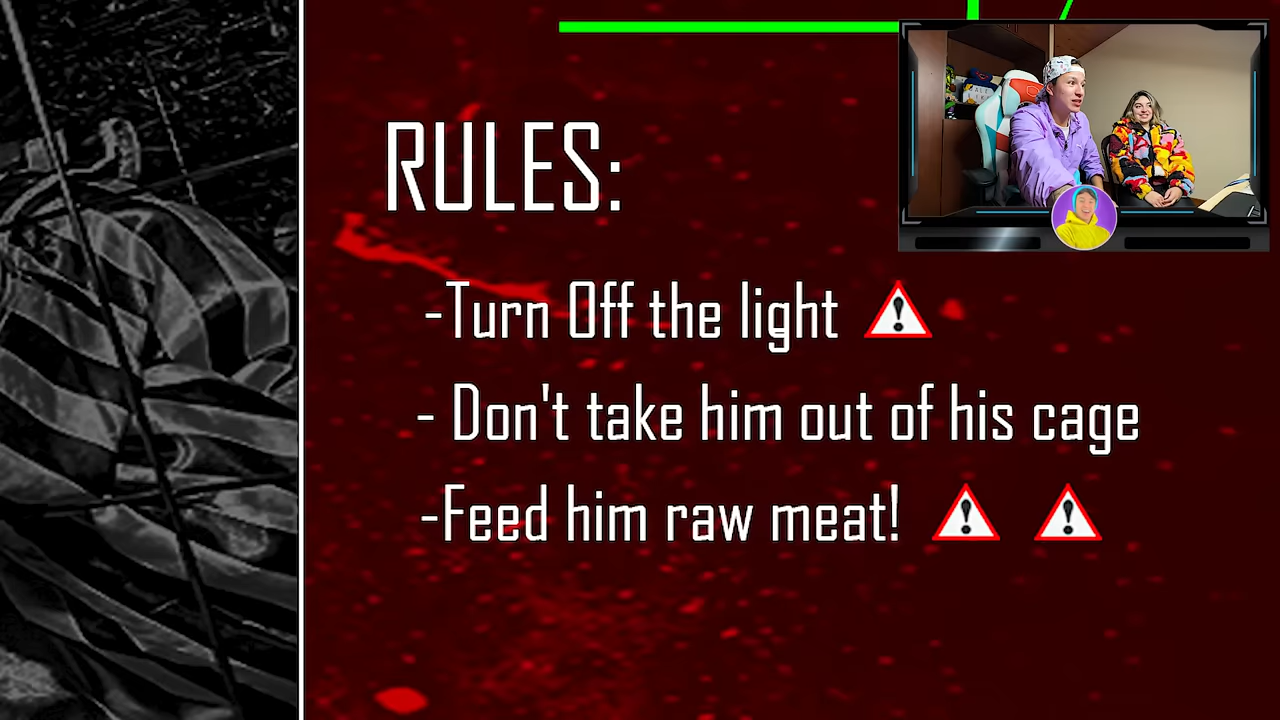 RULES:
-Turn Off the light
- Don't take him out of his cage
-Feed him raw meat!